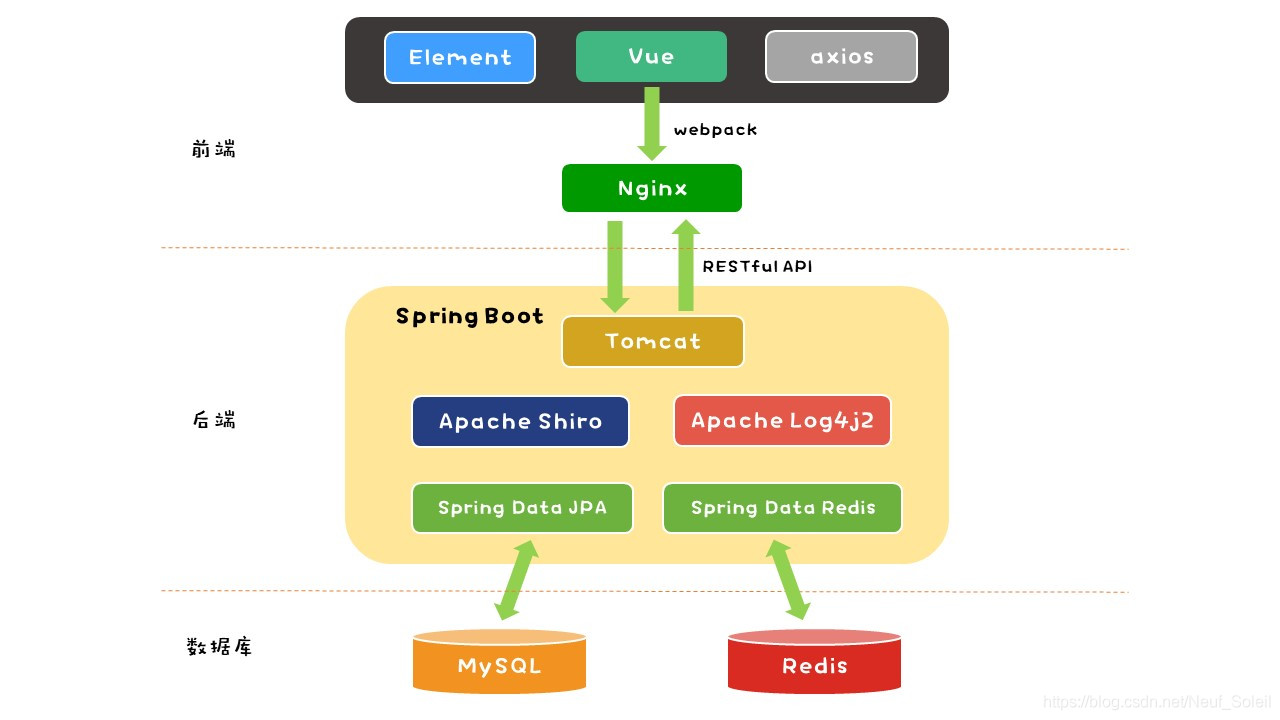 Element
Vue
axios
webpack
前端
Nginx
RESTful API
Spring Boot
Tomcat
后端
Apache Shiro
Apache Log4j2
Spring Data JPA
Spring Data Redis
数据库
MySQL
Redis
https://blog.csdn.net/Neuf_Soleil